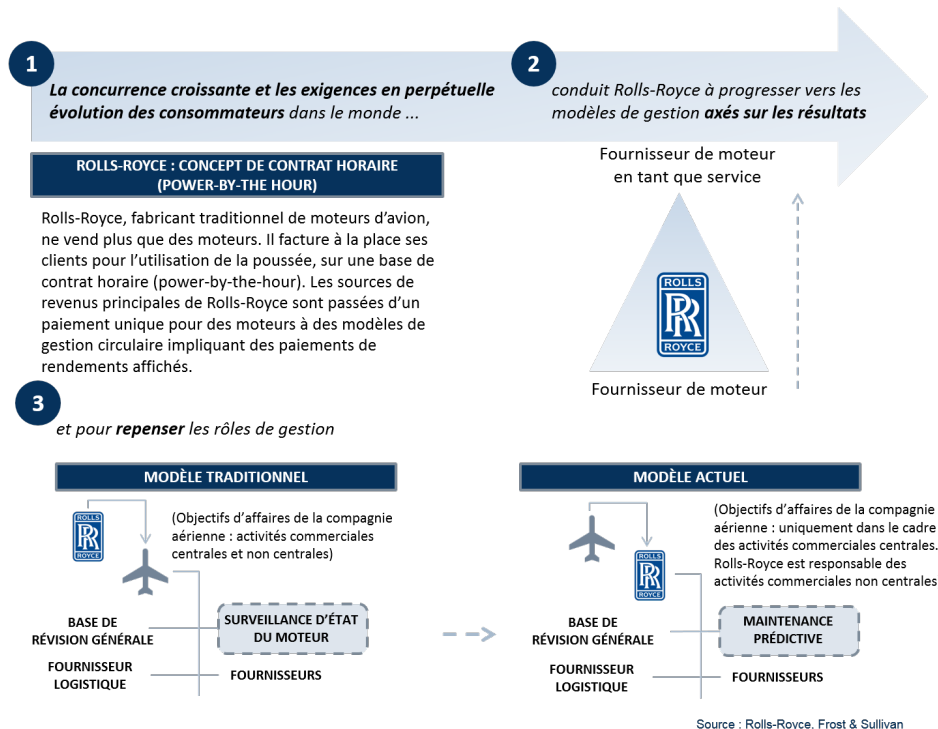 1
La concurrence croissante et les exigences en perpétuelle
évolution des consommateurs dans le monde ...
2
conduit Rolls-Royce à progresser vers les
modèles de gestion axés sur les résultats
ROLLS-ROYCE : CONCEPT DE CONTRAT HORAIRE
(POWER-BY-THE HOUR)
Rolls-Royce, fabricant traditionnel de moteurs d’avion,
ne vend plus que des moteurs. Il facture à la place ses
clients pour l’utilisation de la poussée, sur une base de
contrat horaire (power-by-the-hour). Les sources de
revenus principales de Rolls-Royce sont passées d’un
paiement unique pour des moteurs à des modèles de
gestion circulaire impliquant des paiements de
rendements affichés.
Fournisseur de moteur
en tant que service
ROLLS
RR
ROYCE
Fournisseur de moteur
3
et pour repenser les rôles de gestion
MODÈLE TRADITIONNEL
ROLLS
RR
ROYCE
(Objectifs d’affaires de la compagnie
aérienne : activités commerciales
centrales et non centrales)
BASE DE
RÉVISION GÉNÉRALE
SURVEILLANCE D’ÉTAT
DU MOTEUR
FOURNISSEUR
LOGISTIQUE
FOURNISSEURS
MODÈLE ACTUEL
ROLLS
RR
ROYCE
(Objectifs d’affaires de la compagnie
aérienne : uniquement dans le cadre
des activités commerciales centrales.
Rolls-Royce est responsable des
activités commerciales non centrales
BASE DE
RÉVISION GÉNÉRALE
MAINTENANCE
PRÉDICTIVE
FOURNISSEUR
LOGISTIQUE
FOURNISSEURS
Source : Rolls-Royce, Frost & Sullivan